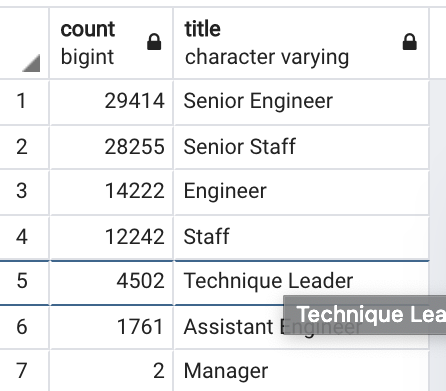 count title
bigint character varying
1 29414 Senior Engineer
2 28255 Senior Staff
3 14222 Engineer
4 12242 Staff
5 4502 Technique Leader
Technique Lea
6 1761 Assistant Engineer
7 2 Manager